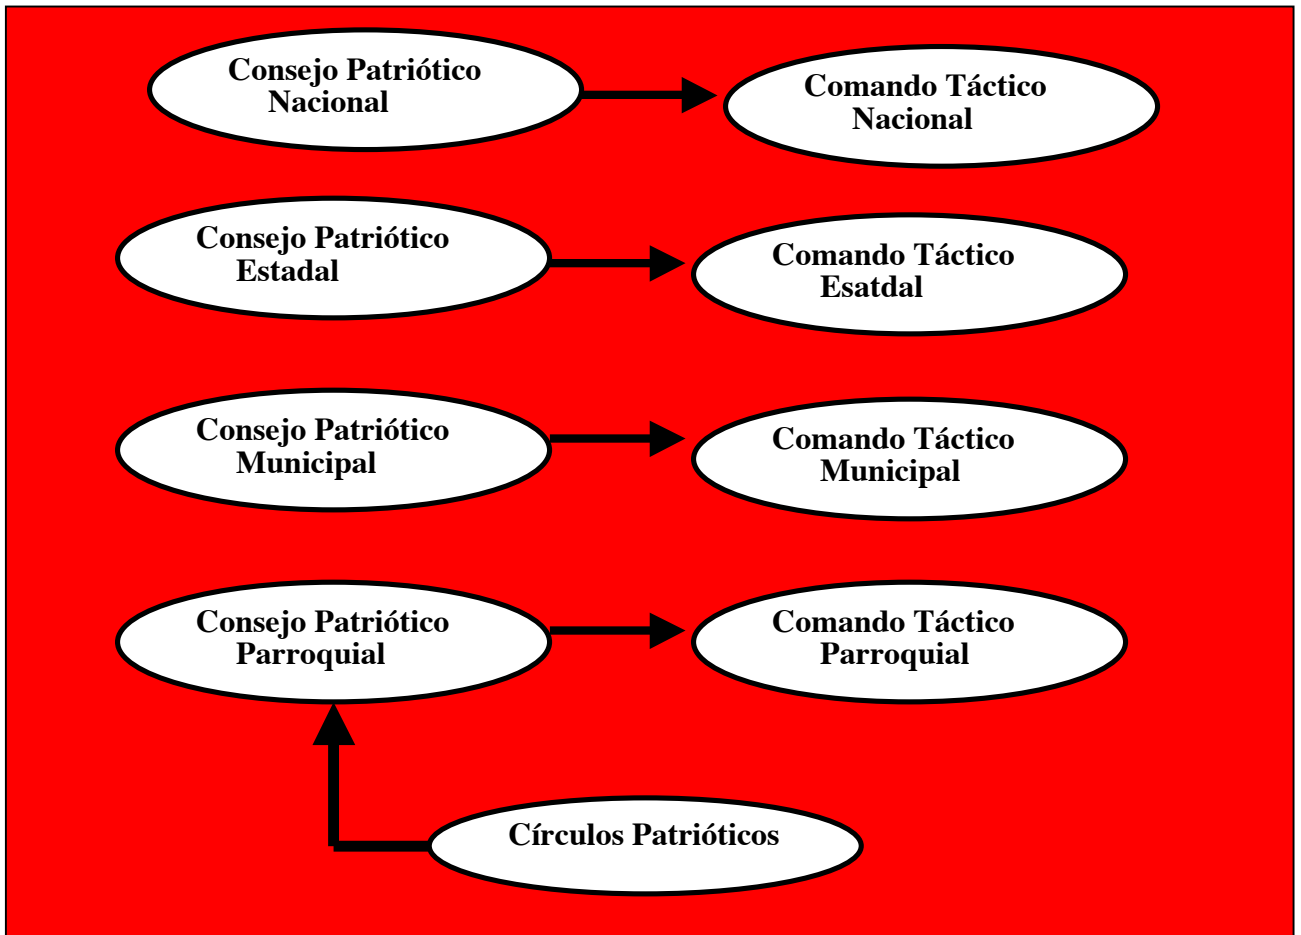 Consejo Patriótico
Nacional
Comando Táctico
Nacional
Consejo Patriótico
Estadal
Comando Táctico
Esatdal
Consejo Patriótico
Municipal
Comando Táctico
Municipal
Consejo Patriótico
Parroquial
Comando Táctico
Parroquial
Círculos Patrióticos